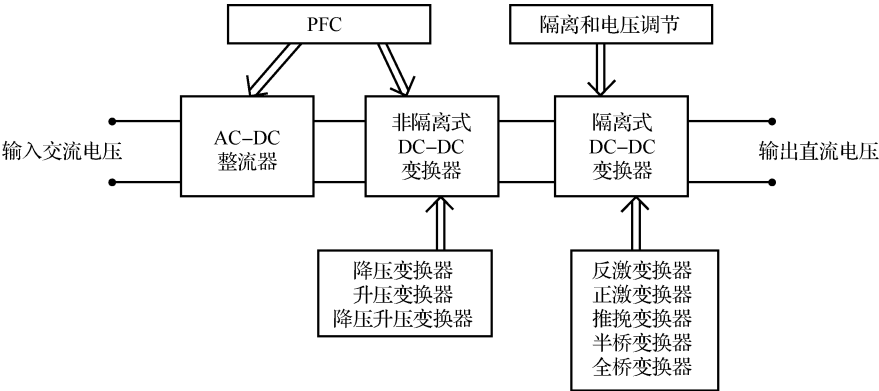 PFC
隔离和电压调节
输入交流电压
AC–DC
整流器
非隔离式
DC–DC
变换器
隔离式
DC–DC
变换器
输出直流电压
降压变换器
升压变换器
降压升压变换器
反激变换器
正激变换器
推挽变换器
半桥变换器
全桥变换器